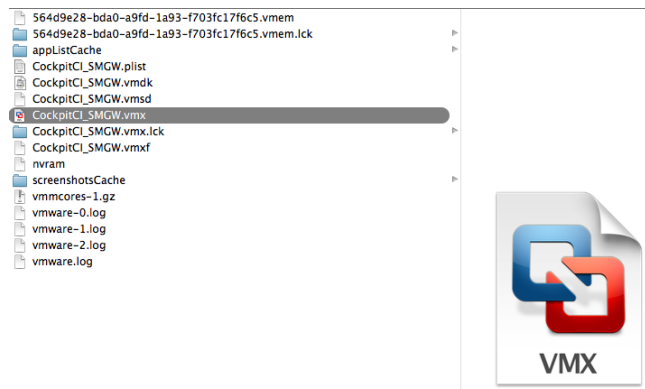 564d9e28-bda0-a9fd-1a93-f703fc17f6c5.vmem
564d9e28-bda0-a9fd-1a93-f703fc17f6c5.vmem.lck
appListCache
CockpitCI_SMGW.plist
CockpitCI_SMGW.vmdk
CockpitCI_SMGW.vmsd
CockpitCI_SMGW.vmx
CockpitCI_SMGW.vmx.lck
CockpitCI_SMGW.vmxf
nvram
screenshotsCache
vmmcores-1.gz
vmware-0.log
vmware-1.log
vmware-2.log
vmware.log
VMX